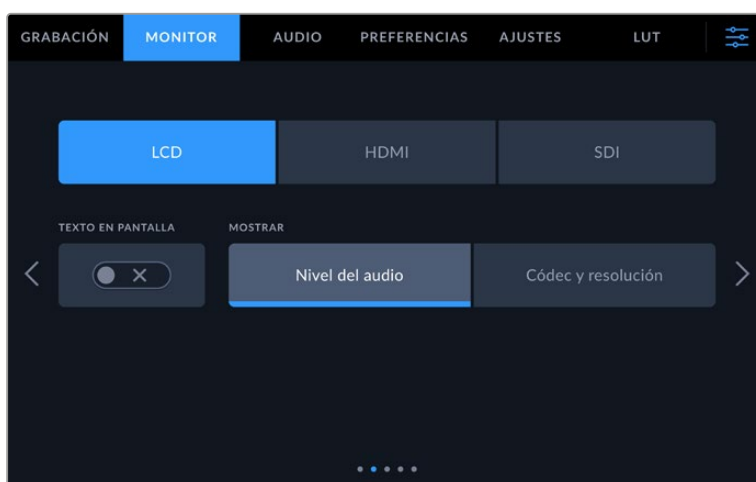 GRABACIÓN MONITOR AUDIO PREFERENCIAS AJUSTES LUT
LCD HDMI SDI
TEXTO EN PANTALLA MOSTRAR
Nivel del audio Códec y resolución